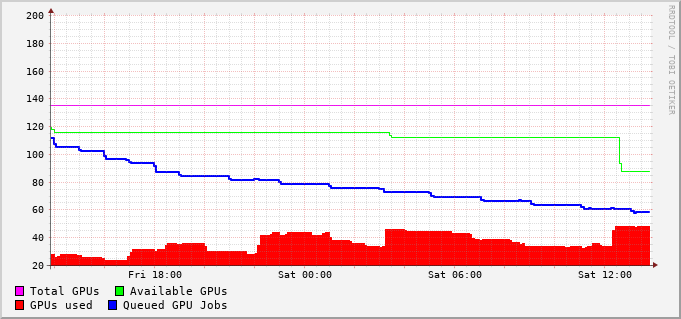 RRDTOOL / TOBI OETIKER
200
180
160
140
120
100
80
60
40
20
Fri 18:00 Sat 00:00 Sat 06:00 Sat 12:00
Total GPUs Available GPUs
GPUs used Queued GPU Jobs